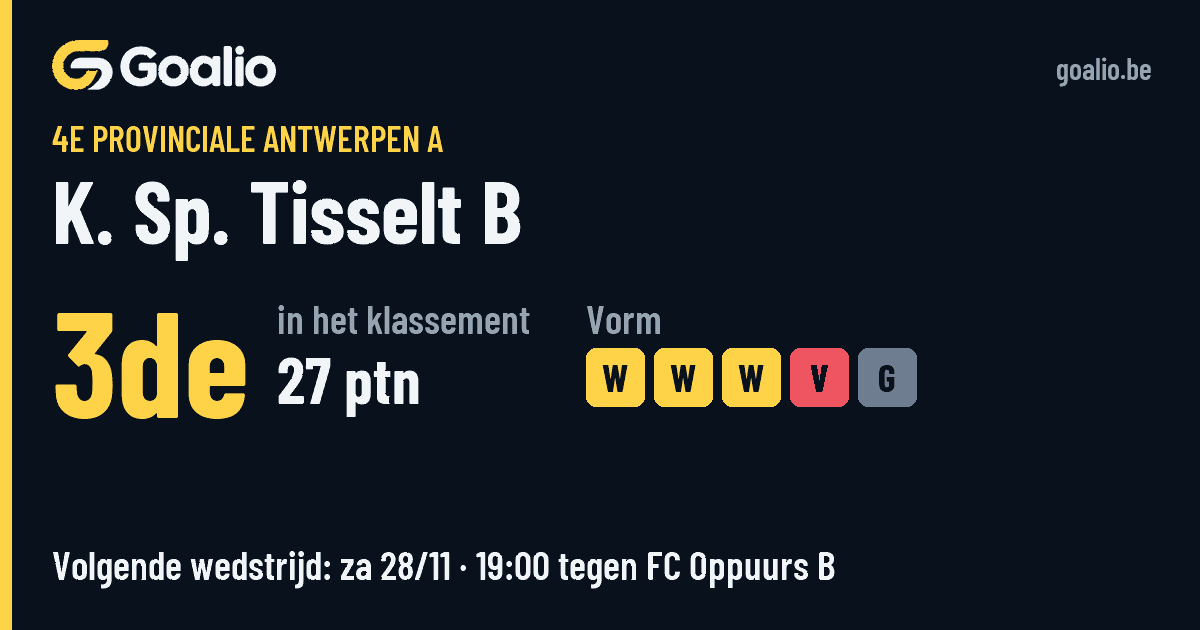 Goalio
goalio.be
4E PROVINCIALE ANTWERPEN A
K. Sp. Tisselt B
3de
in het klassement
27 ptn
Vorm
W W W V G
Volgende wedstrijd: za 28/11 · 19:00 tegen FC Oppuurs B